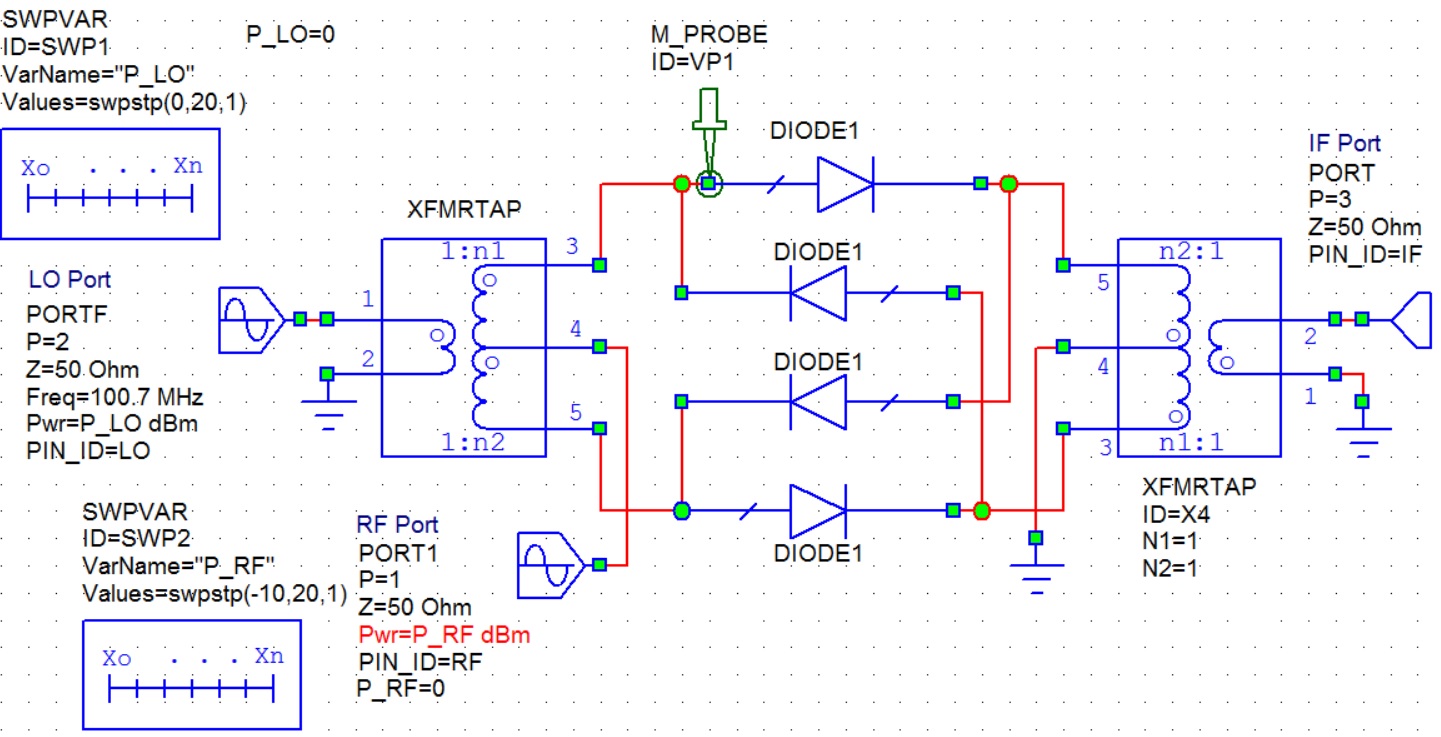 SWPVAR
ID=SWP1
VarName="P_LO"
Values=swpstp(0,20,1)
Xo . . . Xn
P_LO=0
M_PROBE
ID=VP1
DIODE1
DIODE1
DIODE1
DIODE1
XFMRTAP
1:n1
3
1
4
2
5
1:n2
o
o
o
LO Port
PORTF
P=2
Z=50 Ohm
Freq=100.7 MHz
Pwr=P_LO dBm
PIN_ID=LO
SWPVAR
ID=SWP2
VarName="P_RF"
Values=swpstp(-10,20,1)
Xo . . . Xn
RF Port
PORT1
P=1
Z=50 Ohm
Pwr=P_RF dBm
PIN_ID=RF
P_RF=0
n2:1
5
2
4
1
3
n1:1
o
o
o
XFMRTAP
ID=X4
N1=1
N2=1
IF Port
PORT
P=3
Z=50 Ohm
PIN_ID=IF